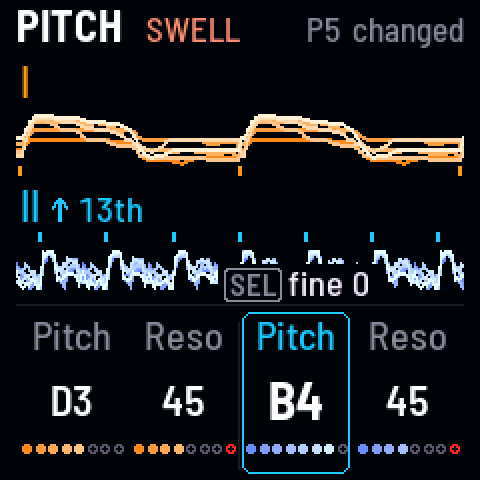 PITCH SWELL P5 changed
I
II ↑ 13th
SEL fine 0
Pitch Reso Pitch Reso
D3 45 B4 45